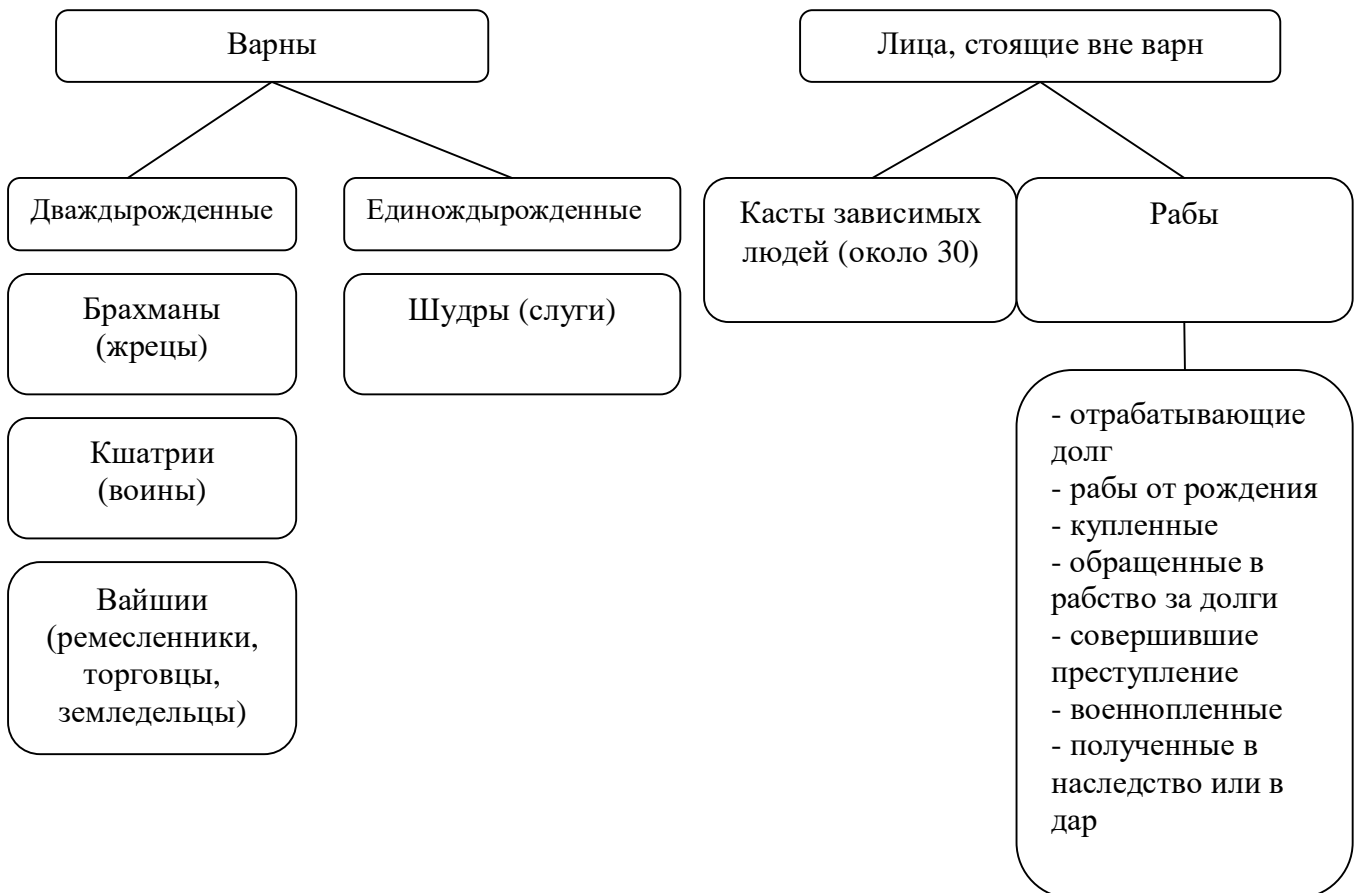 Варны
Лица, стоящие вне варн
Дваждырожденные
Единождырожденные
Касты зависимых
людей (около 30)
Рабы
Брахманы
(жрецы)
Шудры (слуги)
Кшатрии
(воины)
Вайшии
(ремесленники,
торговцы,
земледельцы)
- отрабатывающие
долг
- рабы от рождения
- купленные
- обращенные в
рабство за долги
- совершившие
преступление
- военнопленные
- полученные в
наследство или в
дар